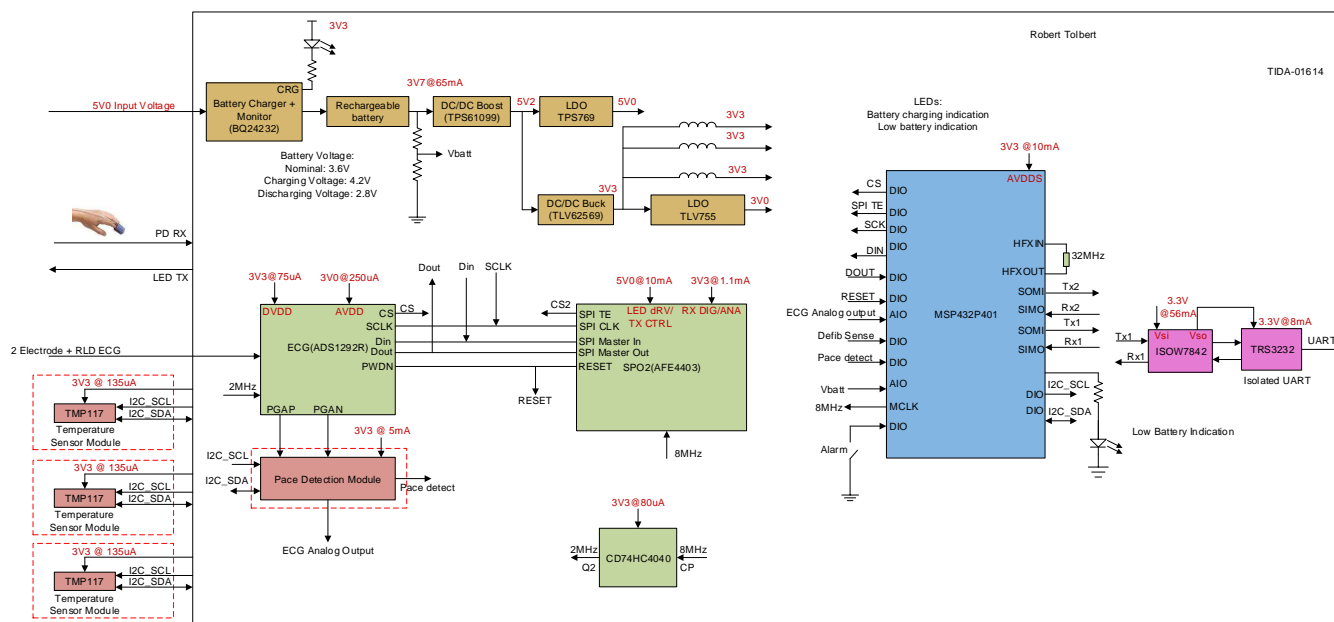 Robert Tolbert
TIDA-01614
3V3
CRG
5V0 Input Voltage
Battery Charger +
Monitor
(BQ24232)
Rechargeable
battery
3V7@65mA
DC/DC Boost
(TPS61099)
5V2
LDO
TPS769
5V0
3V3
3V3
3V3
Vbatt
Battery Voltage:
Nominal: 3.6V
Charging Voltage: 4.2V
Discharging Voltage: 2.8V
3V3
DC/DC Buck
(TLV62569)
LDO
TLV755
3V0
LEDs:
Battery charging indication
Low battery indication
PD RX
LED TX
3V3@75uA
3V0@250uA
DVDD
AVDD
CS
SCLK
Din
Dout
PWDN
ECG(ADS1292R)
PGAP
PGAN
2MHz
2 Electrode + RLD ECG
CS
Dout
Din
SCLK
RESET
CS2
5V0@10mA
3V3@1.1mA
LED dRV/
TX CTRL
RX DIG/ANA
SPI TE
SPI CLK
SPI Master In
SPI Master Out
RESET
SPO2(AFE4403)
8MHz
3V3 @ 5mA
I2C_SCL
I2C_SDA
Pace Detection Module
Pace detect
ECG Analog Output
3V3 @ 135uA
TMP117
I2C_SCL
I2C_SDA
Temperature
Sensor Module
3V3 @ 135uA
TMP117
I2C_SCL
I2C_SDA
Temperature
Sensor Module
3V3 @ 135uA
TMP117
I2C_SCL
I2C_SDA
Temperature
Sensor Module
3V3@80uA
CD74HC4040
2MHz
Q2
8MHz
CP
3V3 @10mA
AVDDS
MSP432P401
CS
DIO
SPI TE
DIO
SCK
DIO
DIN
DIO
DOUT
DIO
RESET
DIO
ECG Analog output
AIO
Defib Sense
DIO
Pace detect
DIO
Vbatt
AIO
8MHz
MCLK
DIO
Alarm
HFXIN
HFXOUT
32MHz
SOMI
Tx2
SIMO
Rx2
SOMI
Tx1
SIMO
Rx1
DIO
I2C_SCL
DIO
I2C_SDA
Low Battery Indication
3.3V
@56mA
Vsi
Vso
ISOW7842
Tx1
Rx1
3.3V@8mA
TRS3232
UART
Isolated UART